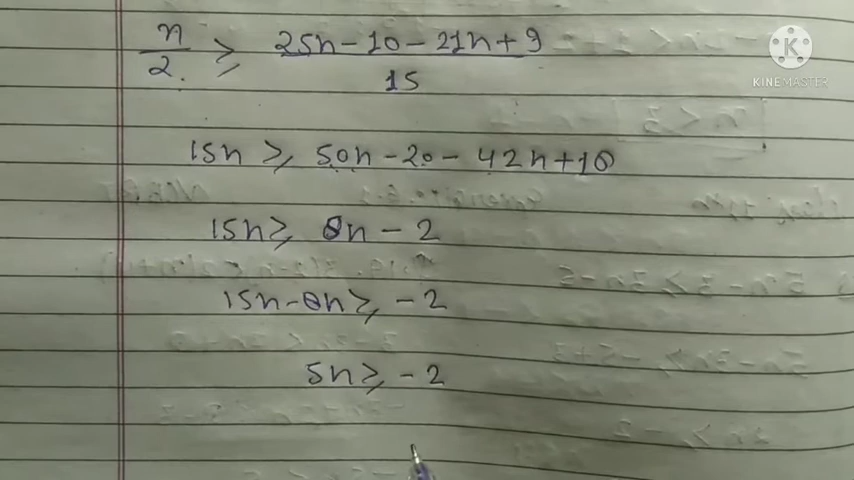 n/2. ≥ (25n-10-21n+9)/15
K
KINEMASTER
15n ≥ 50n-20-42n+18
15n ≥ 8n-2
15n-8n ≥ -2
5n ≥ -2